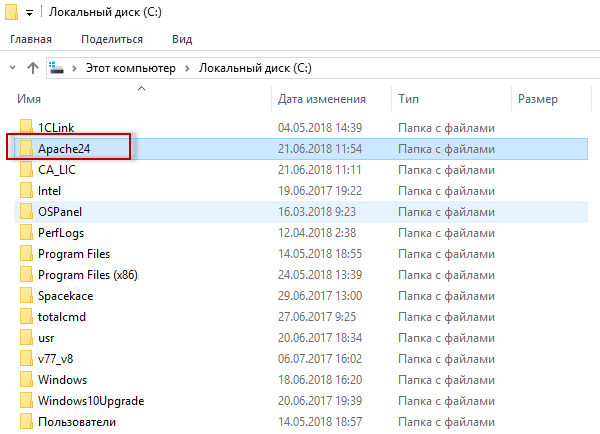 Локальный диск (C:)
Главная Поделиться Вид
Этот компьютер > Локальный диск (C:)
Имя Дата изменения Тип Размер
1CLink 04.05.2018 14:39 Папка с файлами
Apache24 21.06.2018 11:54 Папка с файлами
CA_LIC 21.06.2018 11:11 Папка с файлами
Intel 19.06.2017 19:22 Папка с файлами
OSPanel 16.03.2018 9:23 Папка с файлами
PerfLogs 12.04.2018 2:38 Папка с файлами
Program Files 14.05.2018 18:55 Папка с файлами
Program Files (x86) 24.05.2018 13:39 Папка с файлами
Spacekace 29.06.2017 13:00 Папка с файлами
totalcmd 27.06.2017 9:25 Папка с файлами
usr 20.06.2017 18:34 Папка с файлами
v77_v8 06.07.2017 16:02 Папка с файлами
Windows 18.06.2018 16:20 Папка с файлами
Windows10Upgrade 20.06.2017 19:39 Папка с файлами
Пользователи 14.05.2018 18:57 Папка с файлами